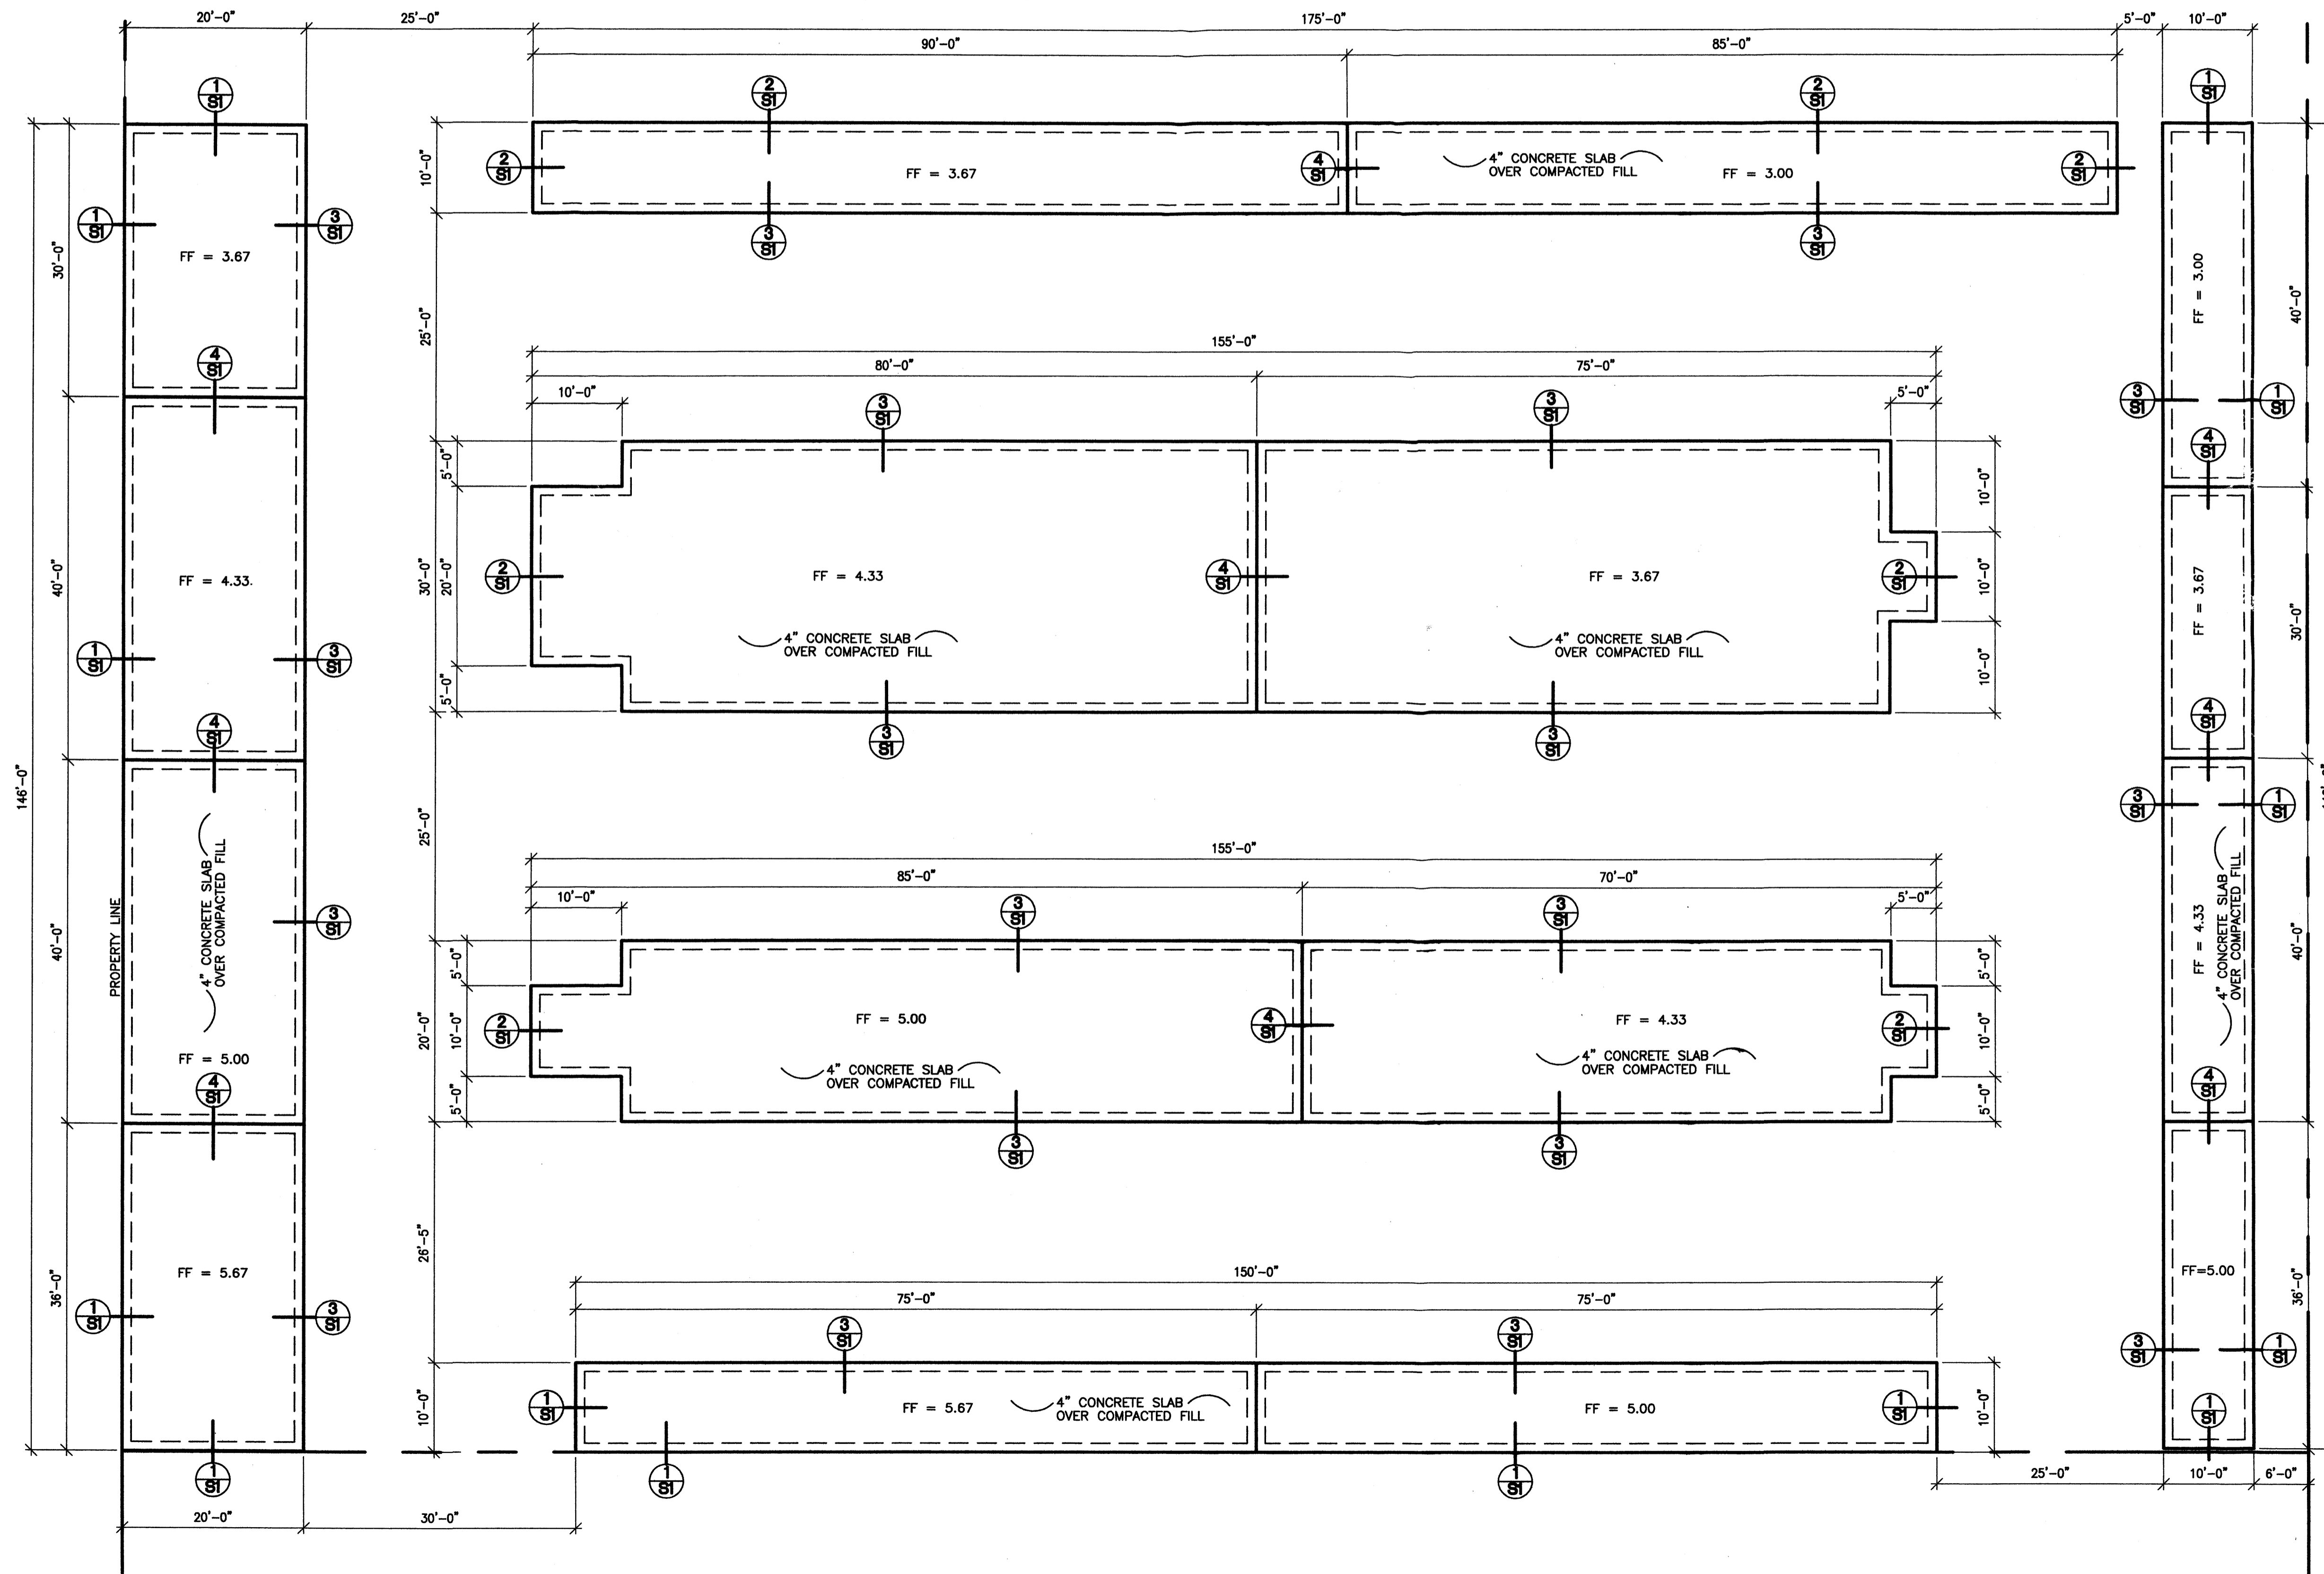 20'-0"
25'-0"
175'-0"
5'-0"
10'-0"
90'-0"
85'-0"
1
S1
2
S1
2
S1
1
S1
10'-0"
2
S1
FF = 3.67
4
S1
4" CONCRETE SLAB
OVER COMPACTED FILL
FF = 3.00
2
S1
1
S1
3
S1
3
S1
3
S1
30'-0"
FF = 3.67
FF = 3.00
40'-0"
25'-0"
155'-0"
80'-0"
75'-0"
4
S1
10'-0"
3
S1
3
S1
5'-0"
3
S1
1
S1
4
S1
5'-0"
10'-0"
40'-0"
FF = 4.33
30'-0"
20'-0"
2
S1
FF = 4.33
4
S1
FF = 3.67
2
S1
10'-0"
FF = 3.67
30'-0"
1
S1
3
S1
4" CONCRETE SLAB
OVER COMPACTED FILL
4" CONCRETE SLAB
OVER COMPACTED FILL
10'-0"
5'-0"
4
S1
3
S1
3
S1
4
S1
146'-0"
25'-0"
3
S1
1
S1
155'-0"
85'-0"
70'-0"
10'-0"
5'-0"
PROPERTY LINE
40'-0"
4" CONCRETE SLAB
OVER COMPACTED FILL
3
S1
3
S1
3
S1
FF = 4.33
4" CONCRETE SLAB
OVER COMPACTED FILL
40'-0"
5'-0"
5'-0"
20'-0"
10'-0"
2
S1
FF = 5.00
4
S1
FF = 4.33
2
S1
10'-0"
FF = 5.00
4" CONCRETE SLAB
OVER COMPACTED FILL
4" CONCRETE SLAB
OVER COMPACTED FILL
4
S1
5'-0"
5'-0"
4
S1
3
S1
3
S1
26'-5"
FF = 5.67
150'-0"
FF=5.00
36'-0"
75'-0"
75'-0"
36'-0"
1
S1
3
S1
3
S1
3
S1
3
S1
1
S1
10'-0"
1
S1
FF = 5.67
4" CONCRETE SLAB
OVER COMPACTED FILL
FF = 5.00
1
S1
10'-0"
1
S1
1
S1
1
S1
1
S1
25'-0"
10'-0"
6'-0"
20'-0"
30'-0"